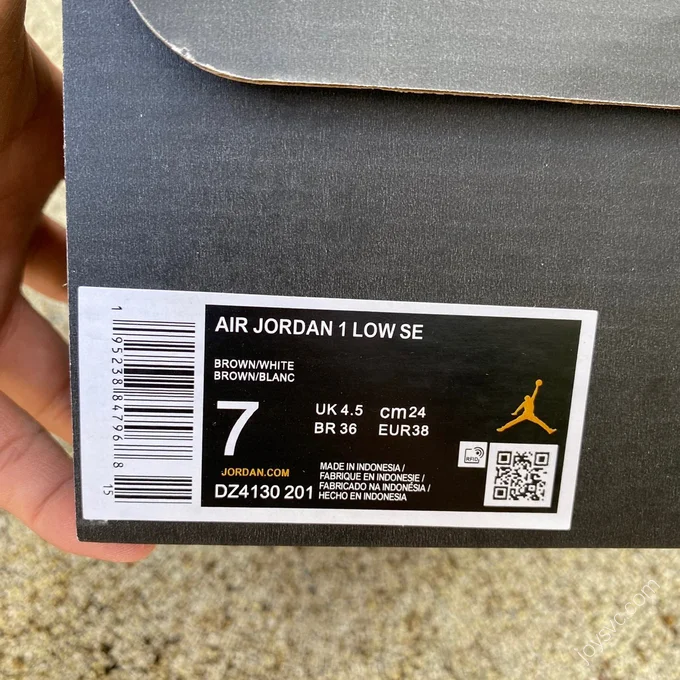 AIR JORDAN 1 LOW SE
BROWN/WHITE
BROWN/BLANC
7
UK 4.5 cm 24
BR 36 EUR 38
JORDAN.COM
DZ4130 201
MADE IN INDONESIA /
FABRIQUE EN INDONESIE /
FABRICADO NA INDONÉSIA /
HECHO EN INDONESIA
RFID
1 95238 84796 8
15